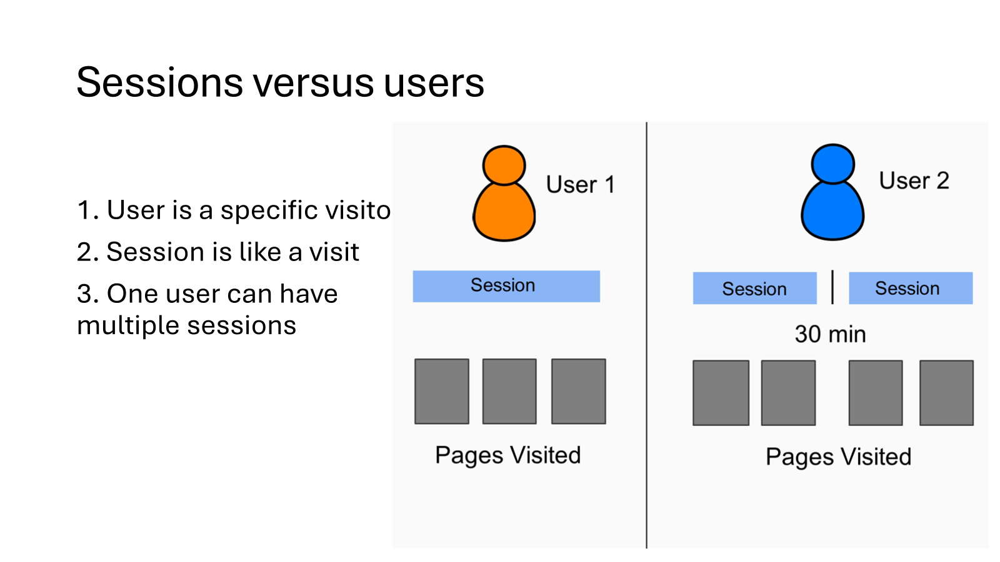 Sessions versus users
1. User is a specific visito
2. Session is like a visit
3. One user can have
multiple sessions
User 1
Session
Pages Visited
User 2
Session
Session
30 min
Pages Visited